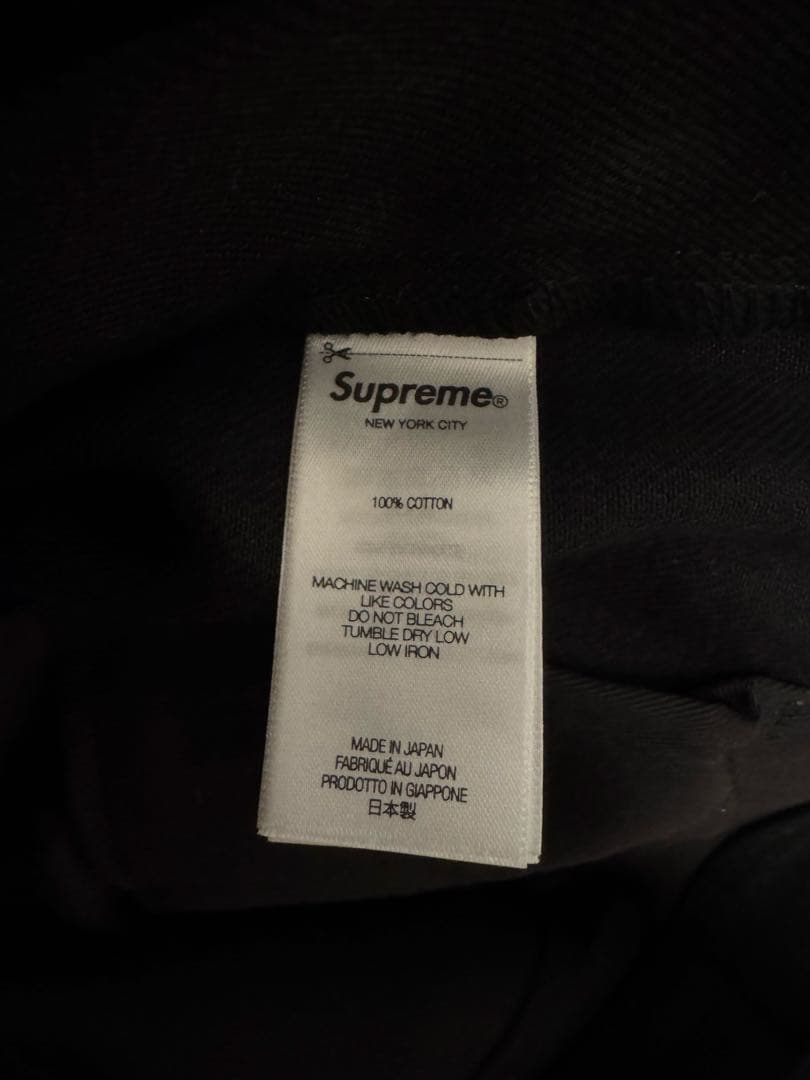 Supreme®
NEW YORK CITY
100% COTTON
MACHINE WASH COLD WITH
LIKE COLORS
DO NOT BLEACH
TUMBLE DRY LOW
LOW IRON
MADE IN JAPAN
FABRIQUÉ AU JAPON
PRODOTTO IN GIAPPONE
日本製